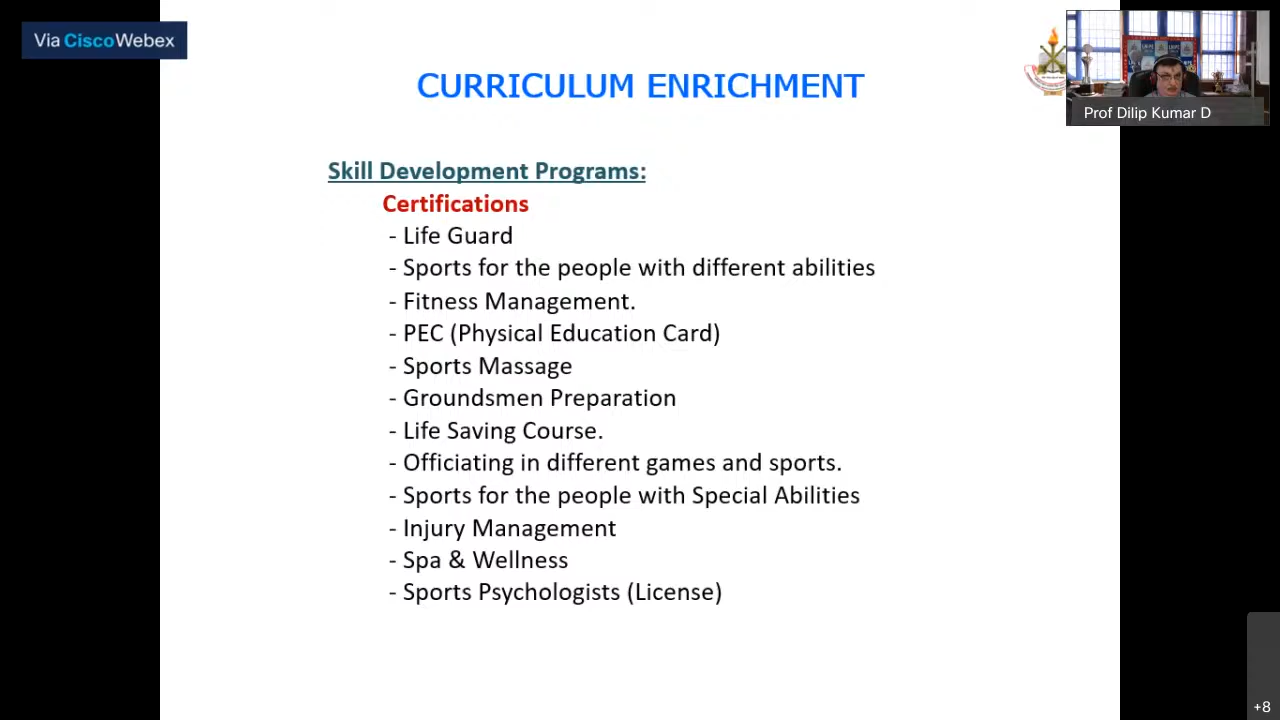 Via CiscoWebex
CURRICULUM ENRICHMENT
Prof Dilip Kumar D
Skill Development Programs:
Certifications
- Life Guard
- Sports for the people with different abilities
- Fitness Management.
- PEC (Physical Education Card)
- Sports Massage
- Groundsmen Preparation
- Life Saving Course.
- Officiating in different games and sports.
- Sports for the people with Special Abilities
- Injury Management
- Spa & Wellness
- Sports Psychologists (License)
+8